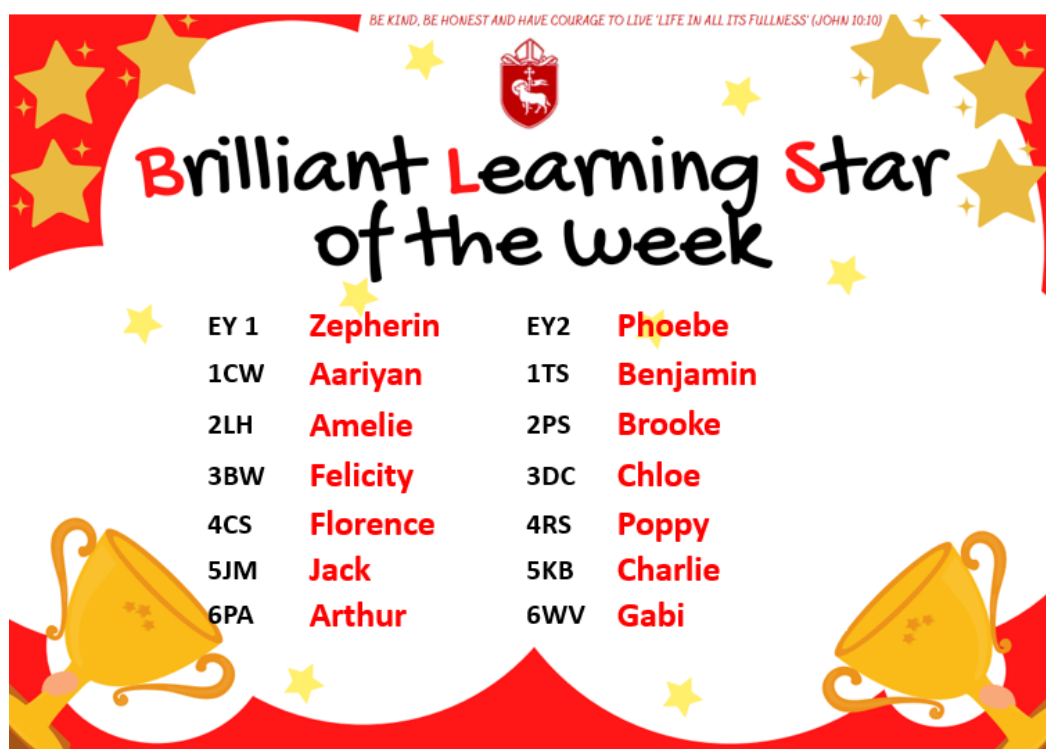 BE KIND, BE HONEST AND HAVE COURAGE TO LIVE 'LIFE IN ALL ITS FULLNESS' (JOHN 10:10)
Brilliant Learning Star
of the week
EY 1 Zepherin EY2 Phoebe
1CW Aariyan 1TS Benjamin
2LH Amelie 2PS Brooke
3BW Felicity 3DC Chloe
4CS Florence 4RS Poppy
5JM Jack 5KB Charlie
6PA Arthur 6WV Gabi